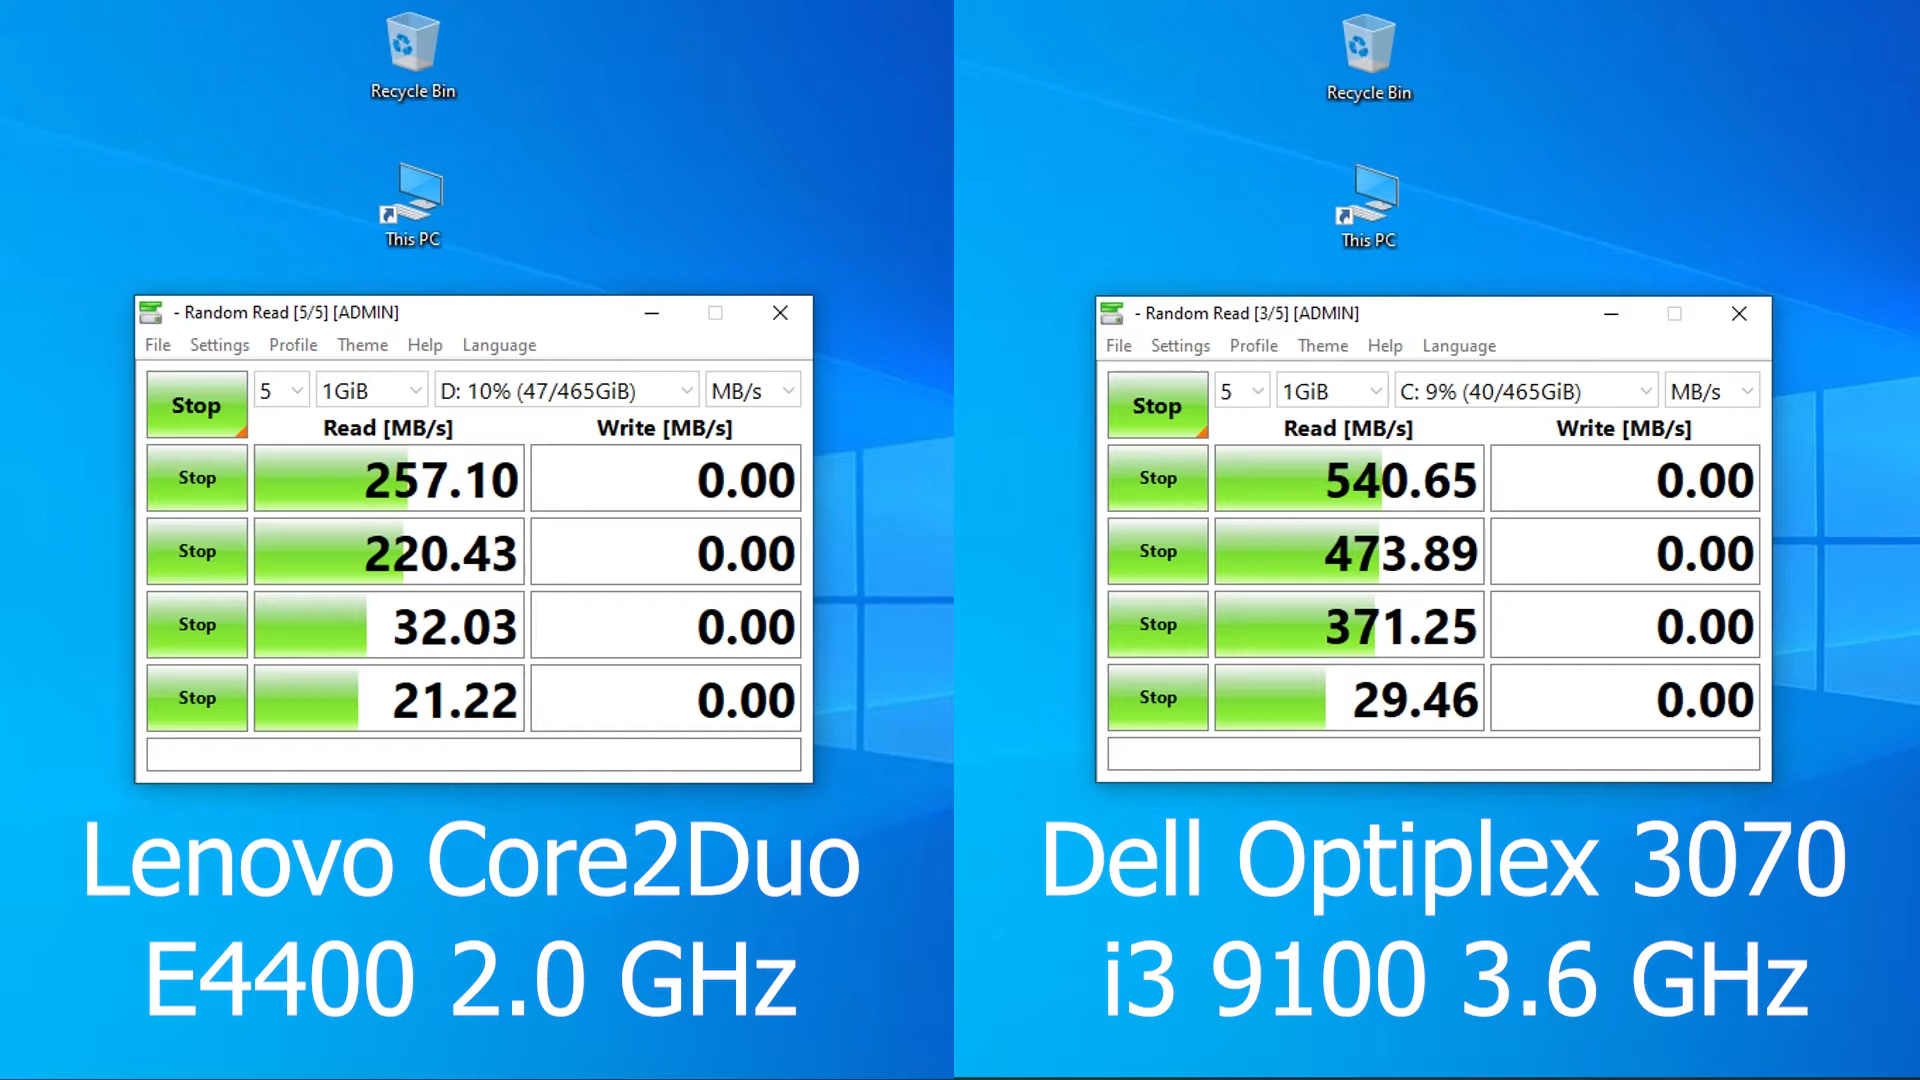 Recycle Bin
This PC
- Random Read [5/5] [ADMIN]
File Settings Profile Theme Help Language
Stop 5 1GiB D: 10% (47/465GiB) MB/s
Read [MB/s] Write [MB/s]
Stop 257.10 0.00
Stop 220.43 0.00
Stop 32.03 0.00
Stop 21.22 0.00
Lenovo Core2Duo
E4400 2.0 GHz
Recycle Bin
This PC
- Random Read [3/5] [ADMIN]
File Settings Profile Theme Help Language
Stop 5 1GiB C: 9% (40/465GiB) MB/s
Read [MB/s] Write [MB/s]
Stop 540.65 0.00
Stop 473.89 0.00
Stop 371.25 0.00
Stop 29.46 0.00
Dell Optiplex 3070
i3 9100 3.6 GHz